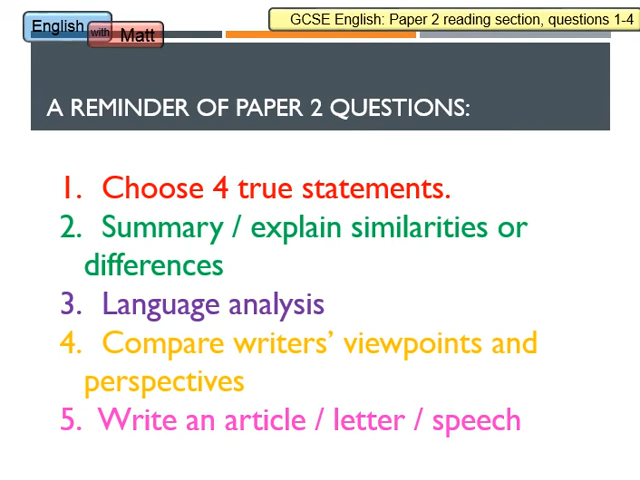 English with Matt
GCSE English: Paper 2 reading section, questions 1-4
A REMINDER OF PAPER 2 QUESTIONS:
1. Choose 4 true statements.
2. Summary / explain similarities or
differences
3. Language analysis
4. Compare writers’ viewpoints and
perspectives
5. Write an article / letter / speech